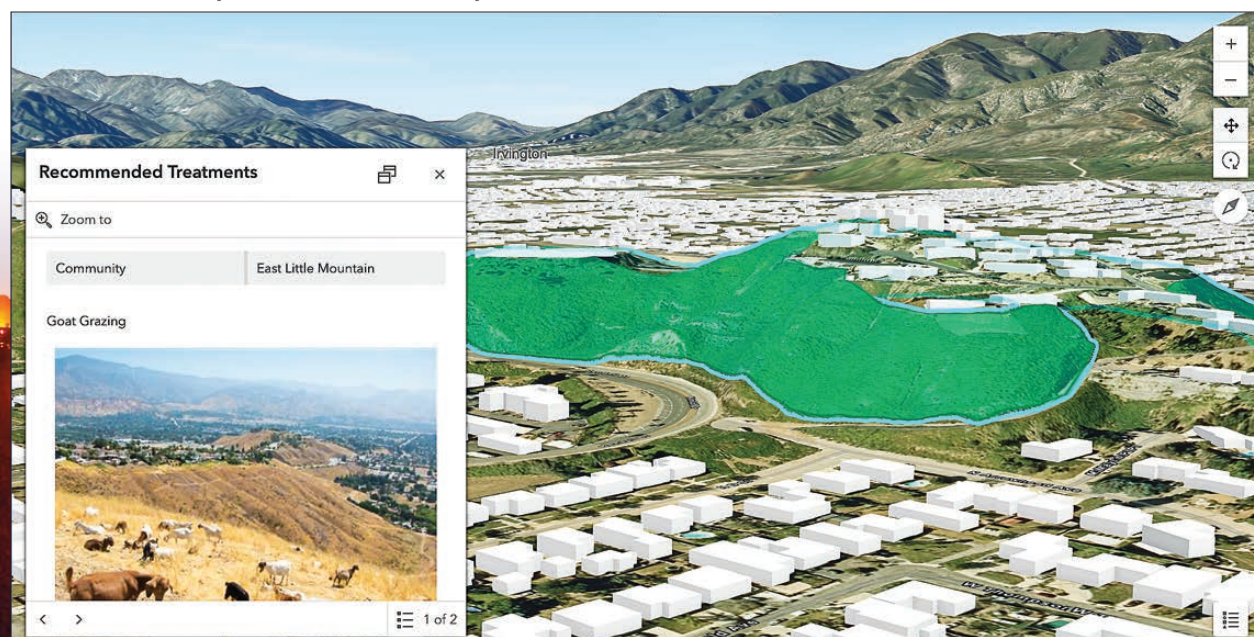 Irvington
Recommended Treatments
Zoom to
Community
East Little Mountain
Goat Grazing
1 of 2